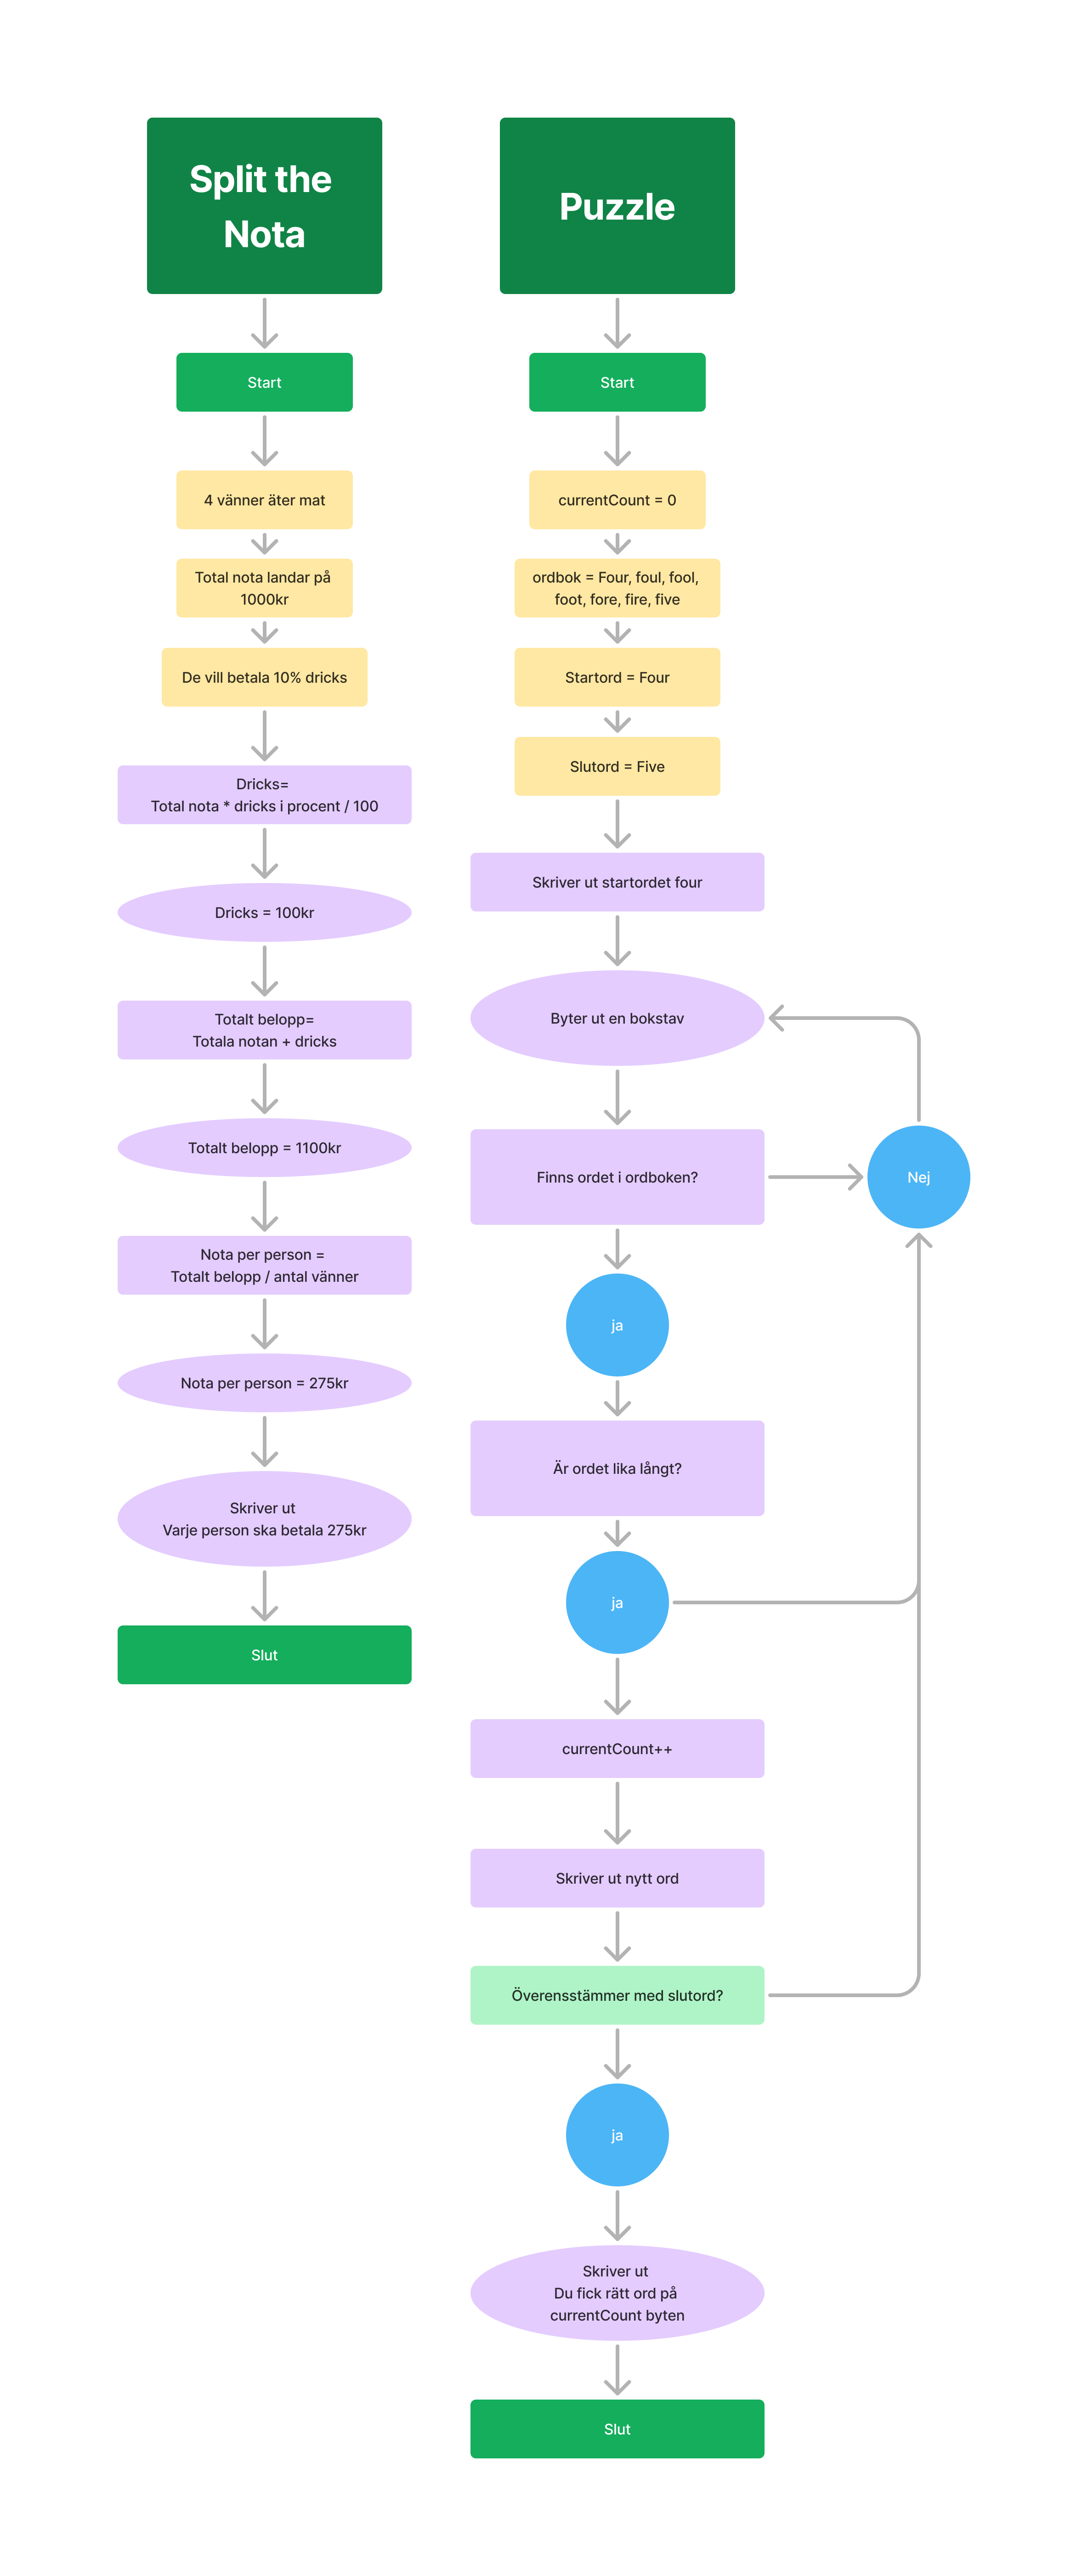 Split the
Nota
Start
4 vänner äter mat
Total nota landar på
1000kr
De vill betala 10% dricks
Dricks=
Total nota * dricks i procent / 100
Dricks = 100kr
Totalt belopp=
Totala notan + dricks
Totalt belopp = 1100kr
Nota per person =
Totalt belopp / antal vänner
Nota per person = 275kr
Skriver ut
Varje person ska betala 275kr
Slut
Puzzle
Start
currentCount = 0
ordbok = Four, foul, fool,
foot, fore, fire, five
Startord = Four
Slutord = Five
Skriver ut startordet four
Byter ut en bokstav
Finns ordet i ordboken?
Nej
ja
Är ordet lika långt?
ja
currentCount++
Skriver ut nytt ord
Överensstämmer med slutord?
ja
Skriver ut
Du fick rätt ord på
currentCount byten
Slut